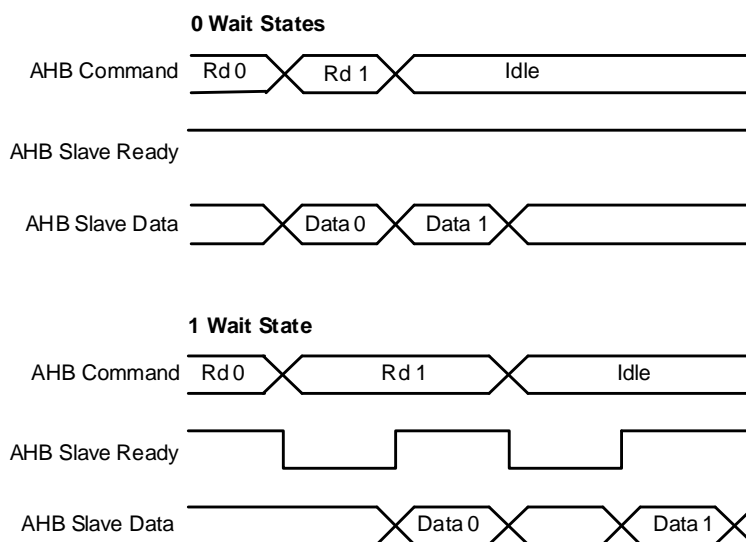 0 Wait States
AHB Command Rd 0 Rd 1 Idle
AHB Slave Ready
AHB Slave Data Data 0 Data 1
1 Wait State
AHB Command Rd 0 Rd 1 Idle
AHB Slave Ready
AHB Slave Data Data 0 Data 1